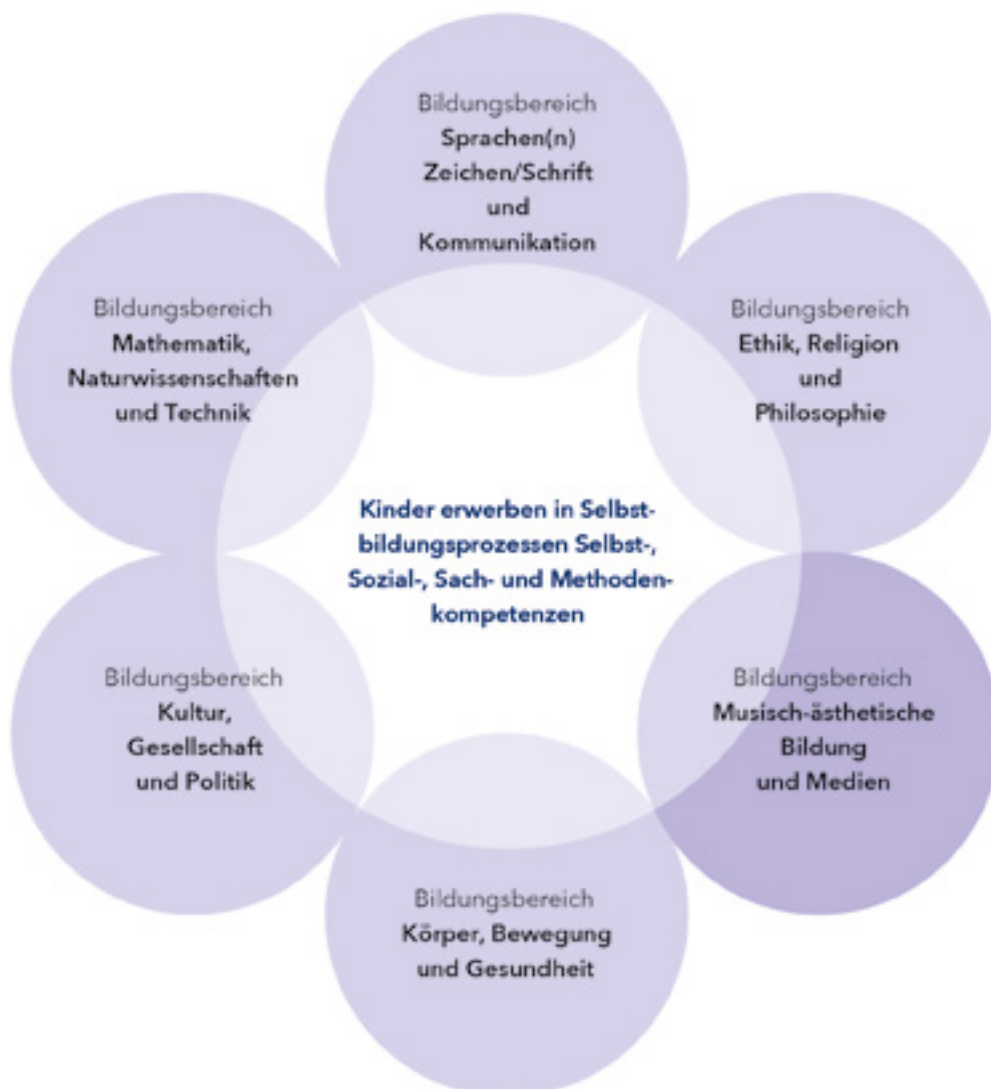 Bildungsbereich
Sprachen(n)
Zeichen/Schrift
und
Kommunikation
Bildungsbereich
Mathematik,
Naturwissenschaften
und Technik
Bildungsbereich
Ethik, Religion
und
Philosophie
Kinder erwerben in Selbst-
bildungsprozessen Selbst-,
Sozial-, Sach- und Methoden-
kompetenzen
Bildungsbereich
Kultur,
Gesellschaft
und Politik
Bildungsbereich
Musisch-ästhetische
Bildung
und Medien
Bildungsbereich
Körper, Bewegung
und Gesundheit